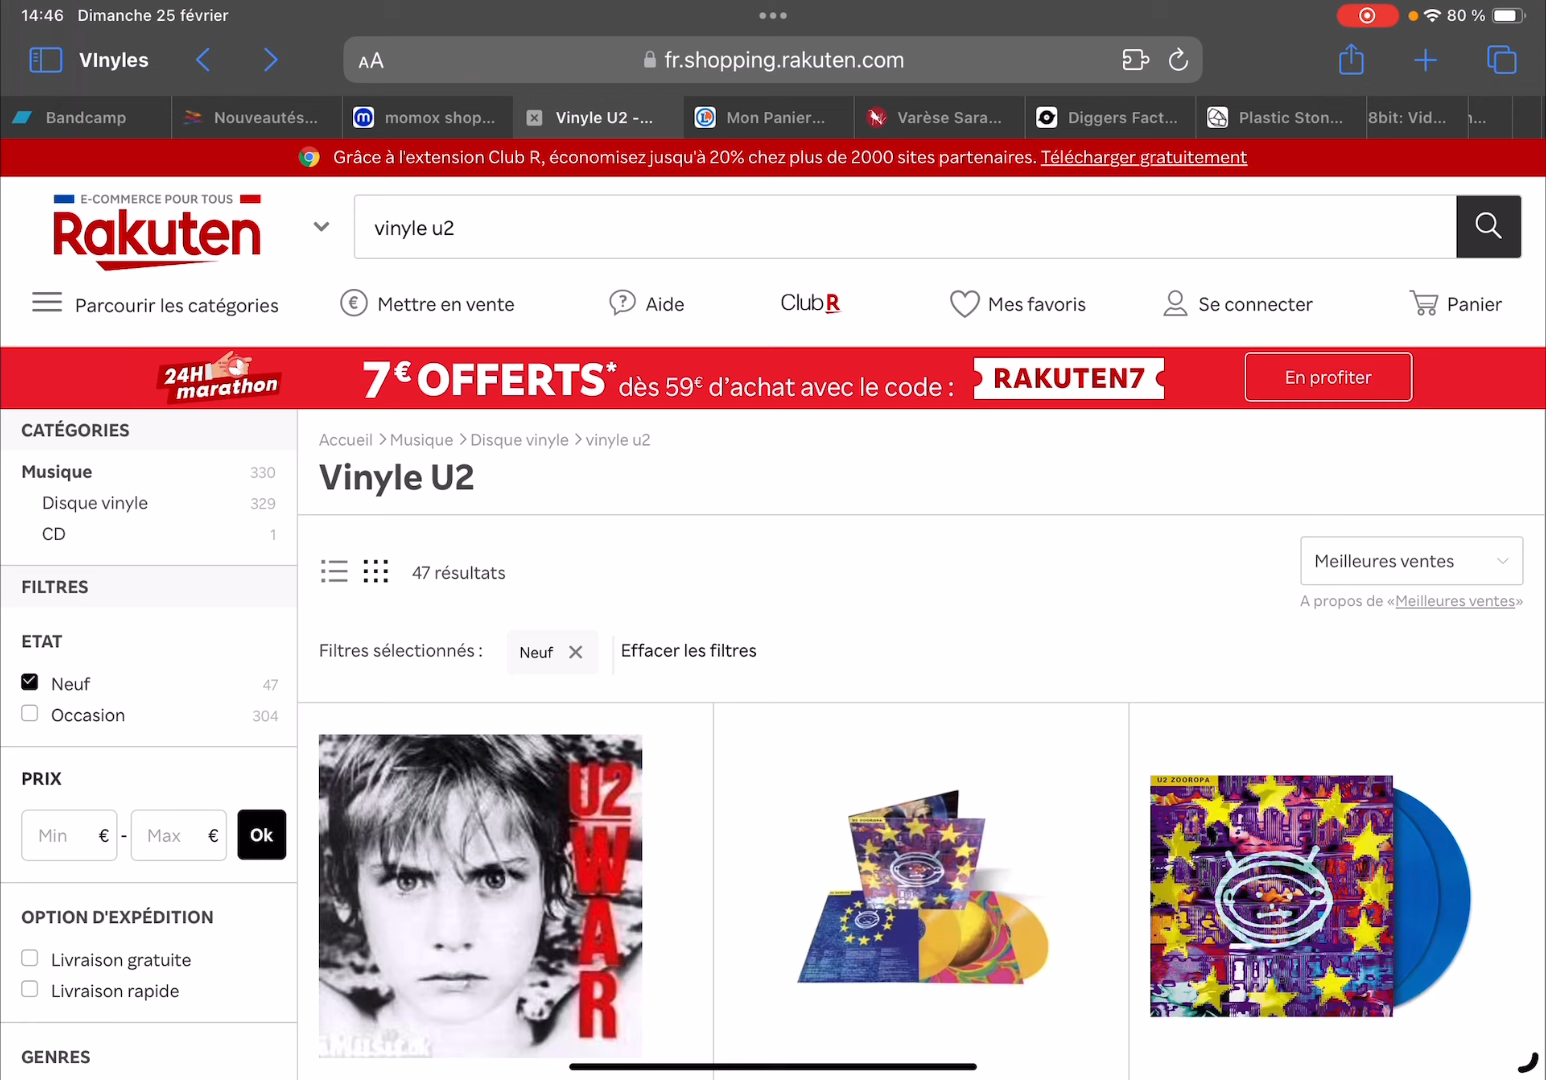 14:46 Dimanche 25 février
80 %
VInyles
AA
fr.shopping.rakuten.com
Bandcamp
Nouveautés...
momox shop...
Vinyle U2 -...
Mon Panier...
Varèse Sara...
Diggers Fact...
Plastic Ston...
8bit: Vid...
Grâce à l'extension Club R, économisez jusqu'à 20% chez plus de 2000 sites partenaires. Télécharger gratuitement
E-COMMERCE POUR TOUS
Rakuten
vinyle u2
Parcourir les catégories
Mettre en vente
Aide
Club R
Mes favoris
Se connecter
Panier
24H marathon
7€ OFFERTS* dès 59€ d'achat avec le code :
RAKUTEN7
En profiter
CATÉGORIES
Musique 330
Disque vinyle 329
CD 1
FILTRES
ETAT
Neuf 47
Occasion 304
PRIX
Min € - Max € Ok
OPTION D'EXPÉDITION
Livraison gratuite
Livraison rapide
GENRES
Accueil > Musique > Disque vinyle > vinyle u2
Vinyle U2
47 résultats
Meilleures ventes
A propos de «Meilleures ventes»
Filtres sélectionnés :
Neuf
Effacer les filtres
U2
WAR
U2 ZOOROPA